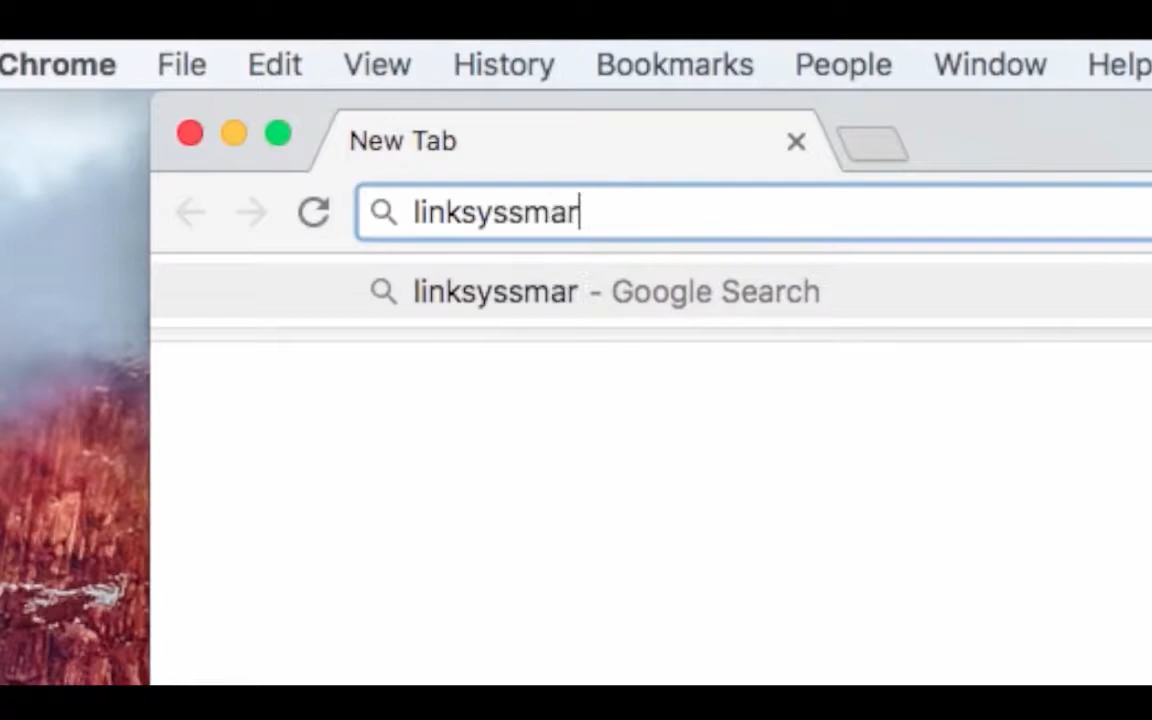 Chrome File Edit View History Bookmarks People Window Help
New Tab
linksyssmar
linksyssmar - Google Search